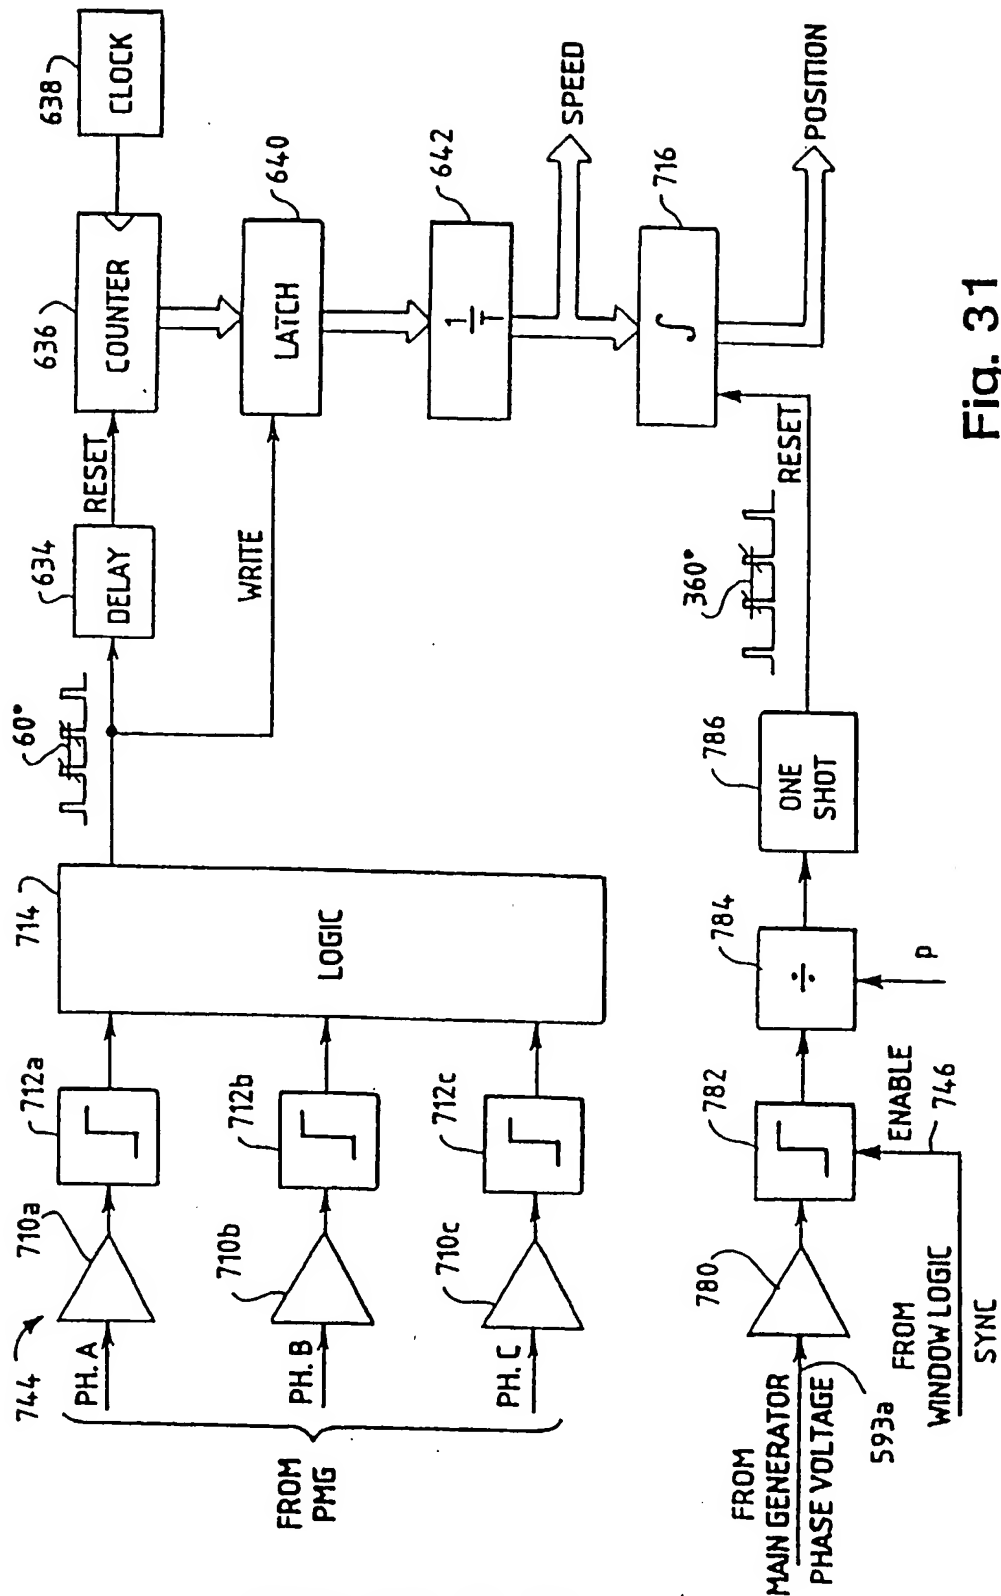 744
FROM
PMG
PH. A
PH. B
PH. C
710a
710b
710c
712a
712b
712c
714
LOGIC
60°
634
DELAY
RESET
WRITE
636
COUNTER
638
CLOCK
640
LATCH
642
1
T
SPEED
716
∫
POSITION
FROM
MAIN GENERATOR
PHASE VOLTAGE
593a
FROM
WINDOW LOGIC
SYNC
780
782
ENABLE
746
784
÷
P
786
ONE
SHOT
360°
RESET
Fig. 31